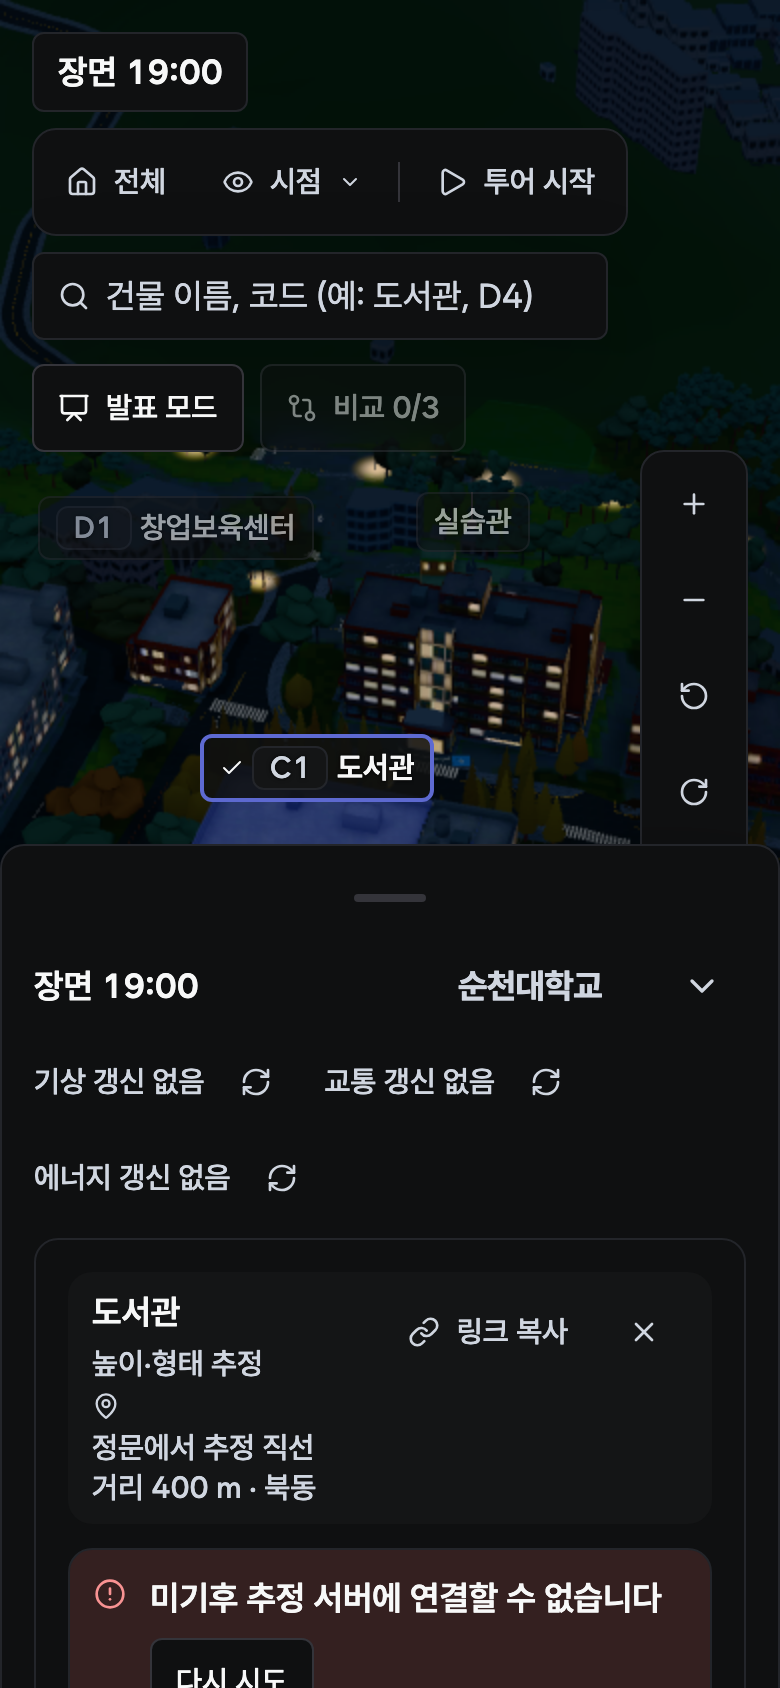 장면 19:00
전체 시점 투어 시작
건물 이름, 코드 (예: 도서관, D4)
발표 모드 비교 0/3
D1 창업보육센터 실습관
C1 도서관
장면 19:00 순천대학교
기상 갱신 없음 교통 갱신 없음
에너지 갱신 없음
도서관
링크 복사
높이·형태 추정
정문에서 추정 직선
거리 400 m · 북동
미기후 추정 서버에 연결할 수 없습니다
다시 시도